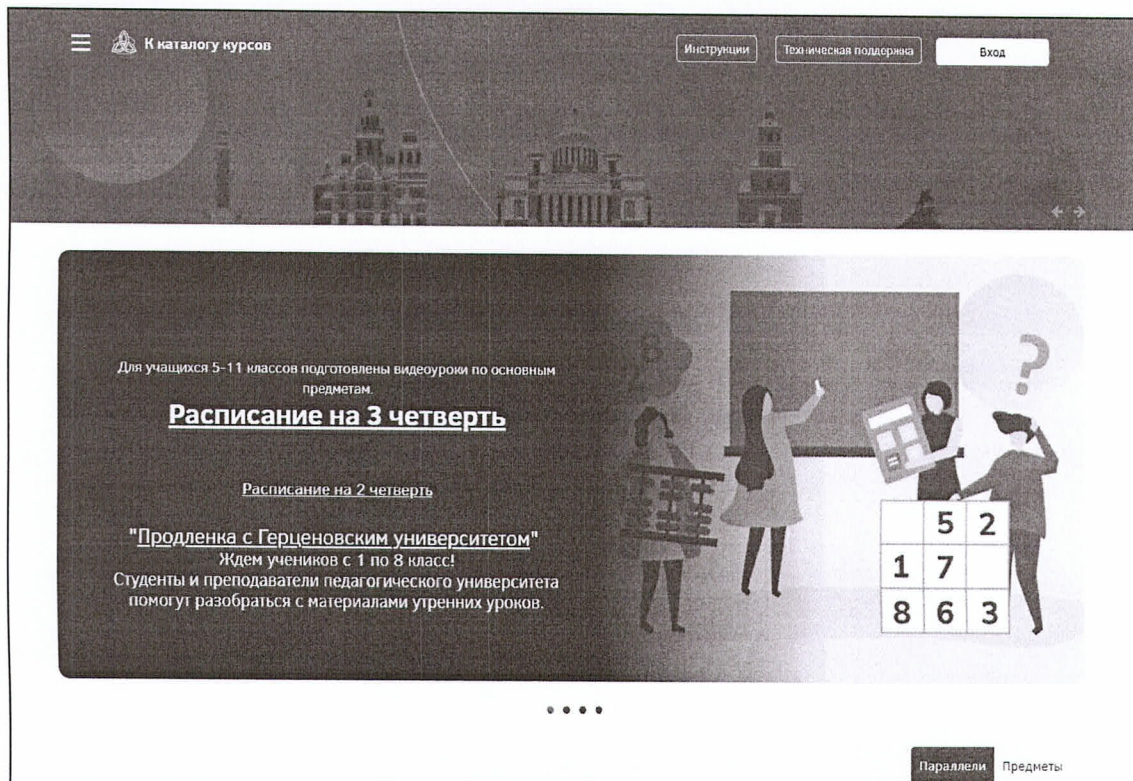 К каталогу курсов
Инструкции
Техническая поддержка
Вход
Для учащихся 5-11 классов подготовлены видеоуроки по основным
предметам.
Расписание на 3 четверть
Расписание на 2 четверть
"Продленка с Герценовским университетом"
Ждем учеников с 1 по 8 класс!
Студенты и преподаватели педагогического университета
помогут разобраться с материалами утренних уроков.
?
5 2
1 7
8 6 3
Параллели
Предметы